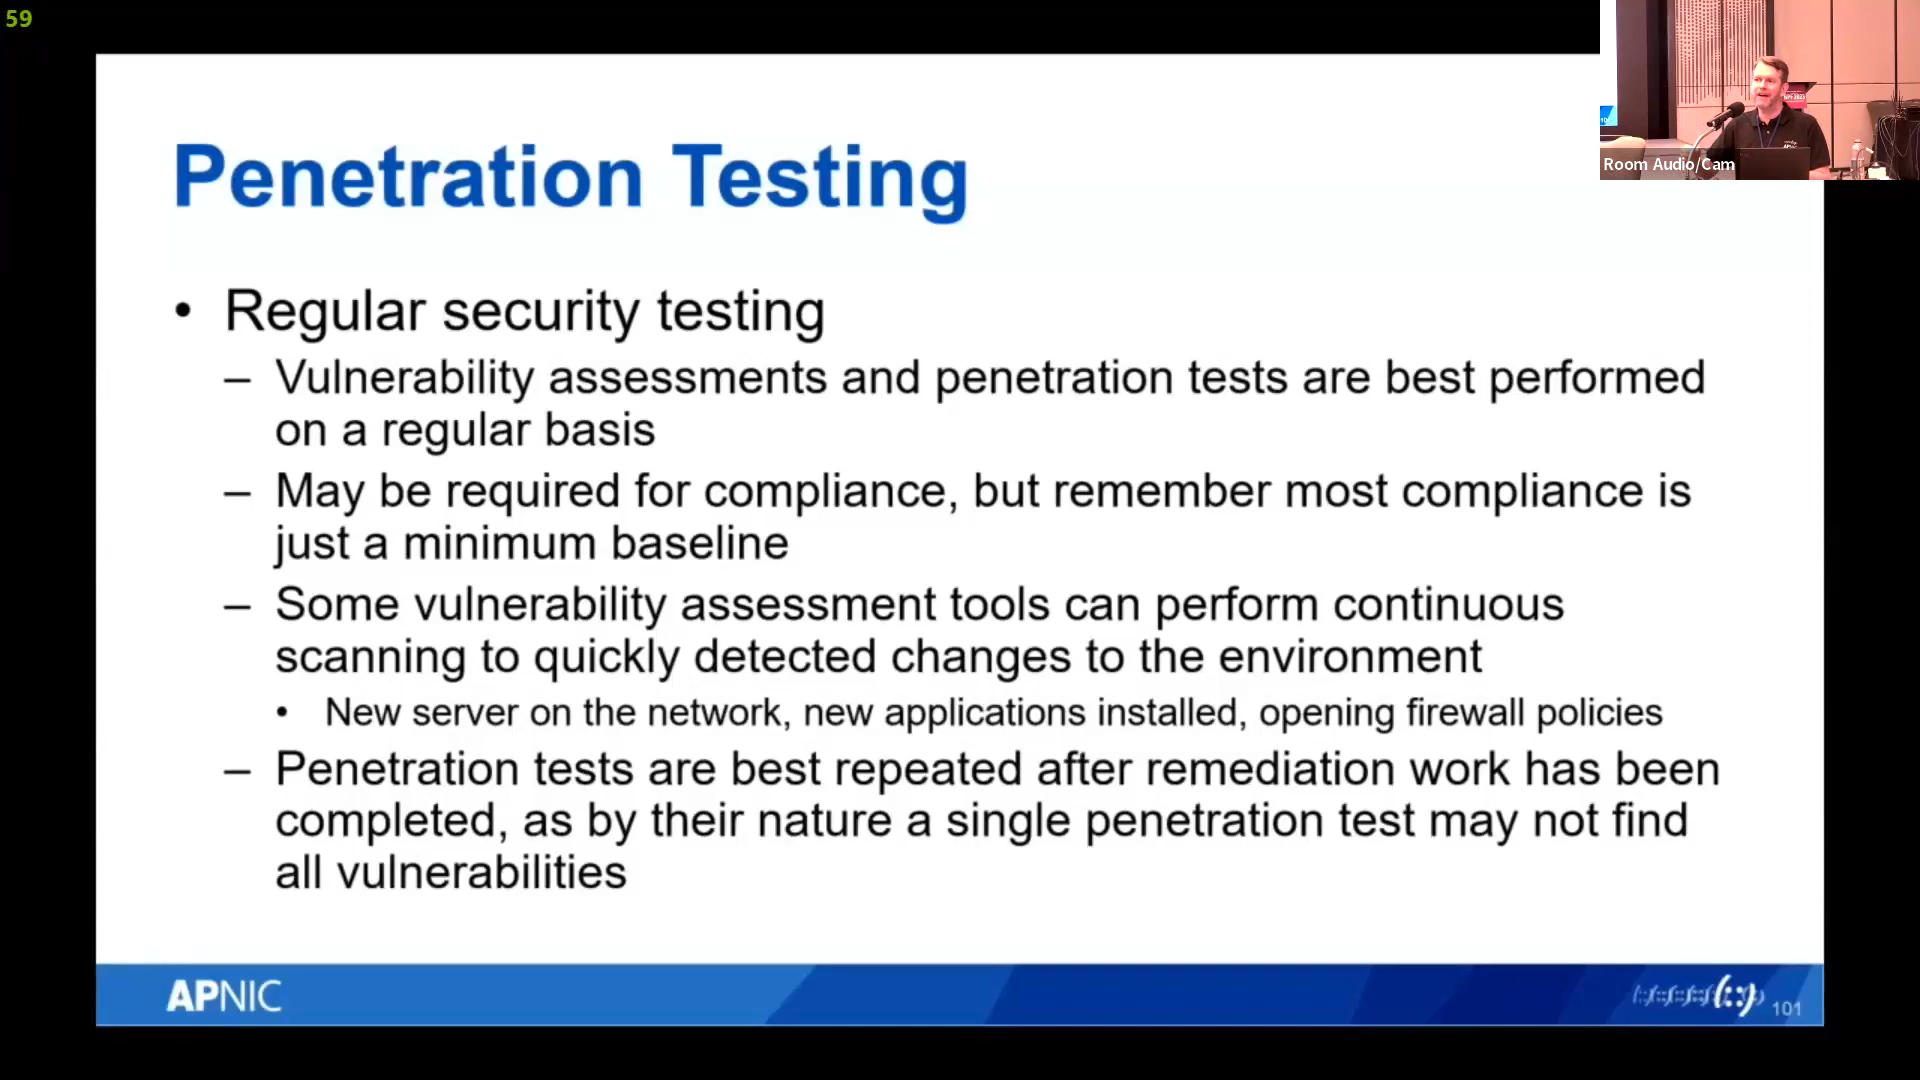 59
Penetration Testing
• Regular security testing
– Vulnerability assessments and penetration tests are best performed
on a regular basis
– May be required for compliance, but remember most compliance is
just a minimum baseline
– Some vulnerability assessment tools can perform continuous
scanning to quickly detected changes to the environment
• New server on the network, new applications installed, opening firewall policies
– Penetration tests are best repeated after remediation work has been
completed, as by their nature a single penetration test may not find
all vulnerabilities
Room Audio/Cam
APNIC
101